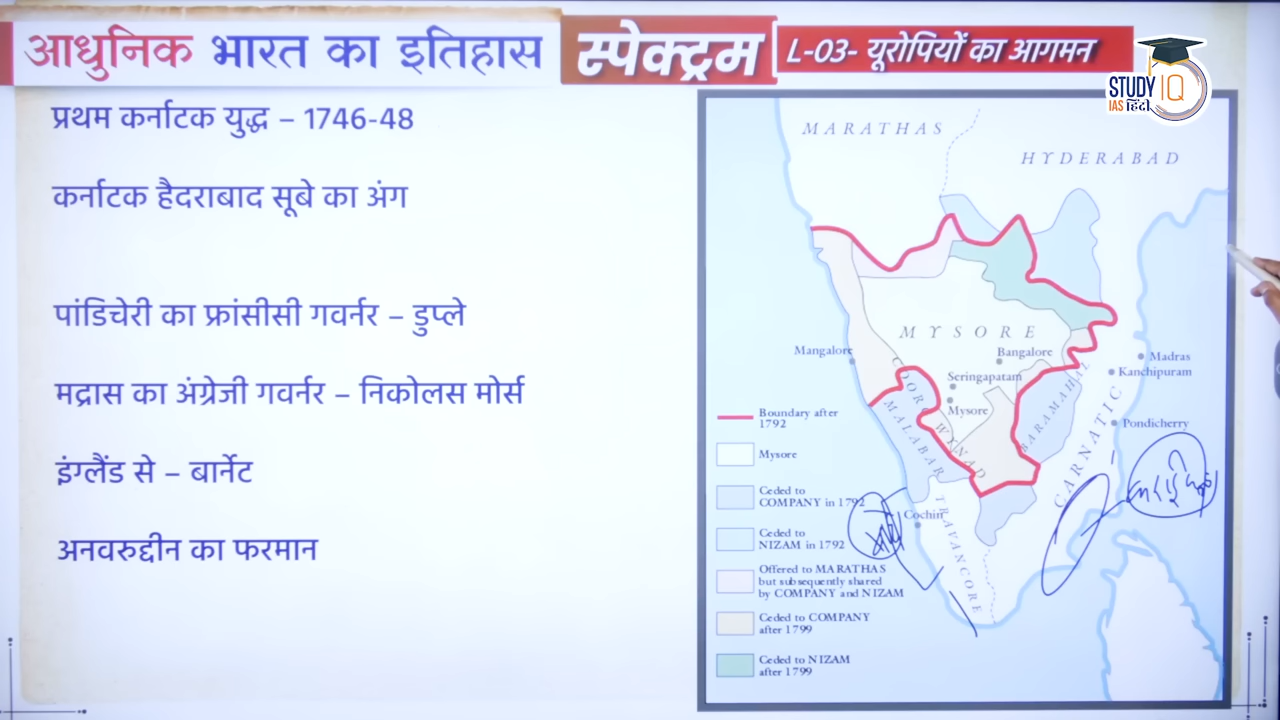 आधुनिक भारत का इतिहास
स्पेक्ट्रम
L-03- यूरोपियों का आगमन
STUDY IQ
IAS हिंदी
प्रथम कर्नाटक युद्ध – 1746-48
कर्नाटक हैदराबाद सूबे का अंग
पांडिचेरी का फ्रांसीसी गवर्नर – डुप्ले
मद्रास का अंग्रेजी गवर्नर – निकोलस मोर्स
इंग्लैंड से – बार्नेट
अनवरुद्दीन का फरमान
MARATHAS
HYDERABAD
MYSORE
Mangalore
Bangalore
Madras
Kanchipuram
Seringapatam
Mysore
Pondicherry
COORG
WYNAD
MALABAR
BARAMAHAL
CARNATIC
Cochin
TRAVANCORE
Boundary after
1792
Mysore
Ceded to
COMPANY in 1792
Ceded to
NIZAM in 1792
Offered to MARATHAS
but subsequently shared
by COMPANY and NIZAM
Ceded to COMPANY
after 1799
Ceded to NIZAM
after 1799